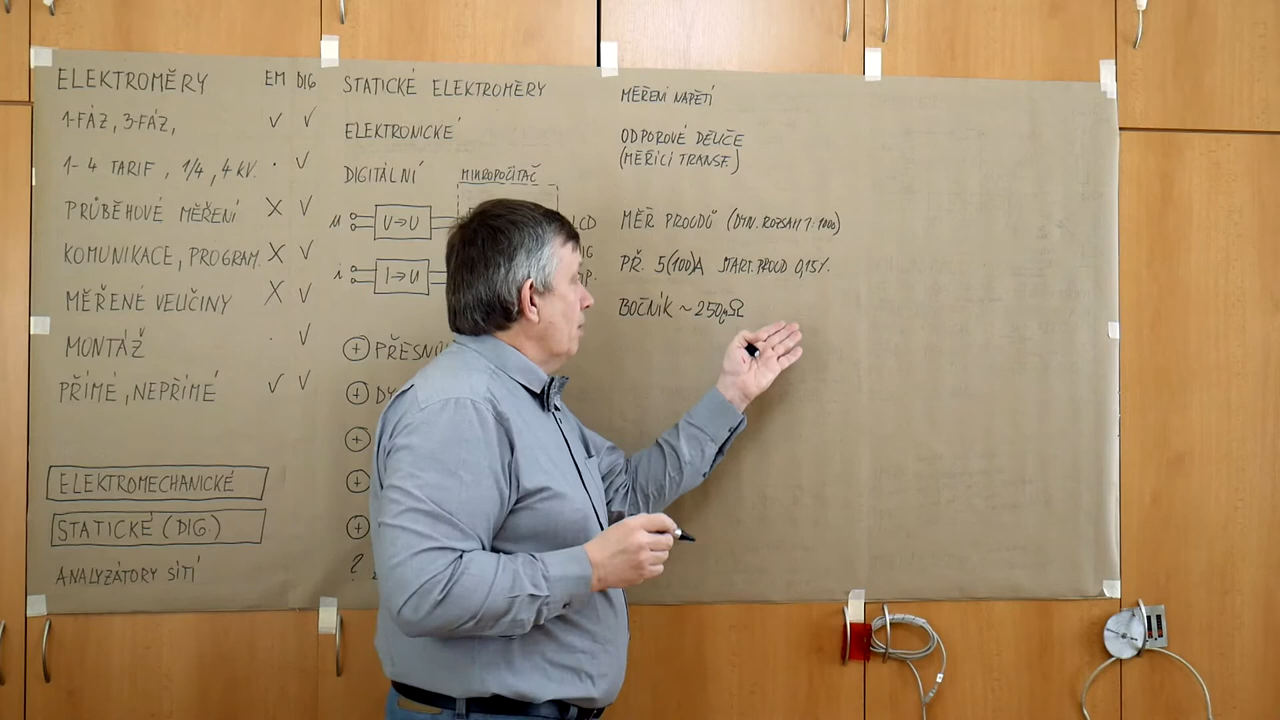 ELEKTROMĚRY EM DIG
1-FÁZ, 3-FÁZ, ✓ ✓
1- 4 TARIF, 1/4, 4 KV. · ✓
PRŮBĚHOVÉ MĚŘENÍ X ✓
KOMUNIKACE, PROGRAM. X ✓
MĚŘENÉ VELIČINY X ✓
MONTÁŽ · ✓
PŘÍMÉ, NEPŘÍMÉ ✓ ✓
ELEKTROMECHANICKÉ
STATICKÉ (DIG.)
ANALYZÁTORY SÍTÍ
STATICKÉ ELEKTROMĚRY
ELEKTRONICKÉ
DIGITÁLNÍ
MIKROPOČÍTAČ
u U→U
i I→U
+ PŘESNO
+
+
+
+
?
MĚŘENÍ NAPĚTÍ
ODPOROVÉ DĚLIČE
(MĚŘÍCÍ TRANSF.)
MĚŘ PROUDŮ (DYN. ROZSAH 1:1000)
PŘ. 5(100)A START. PROUD 0,15%.
BOČNÍK ~ 250μΩ